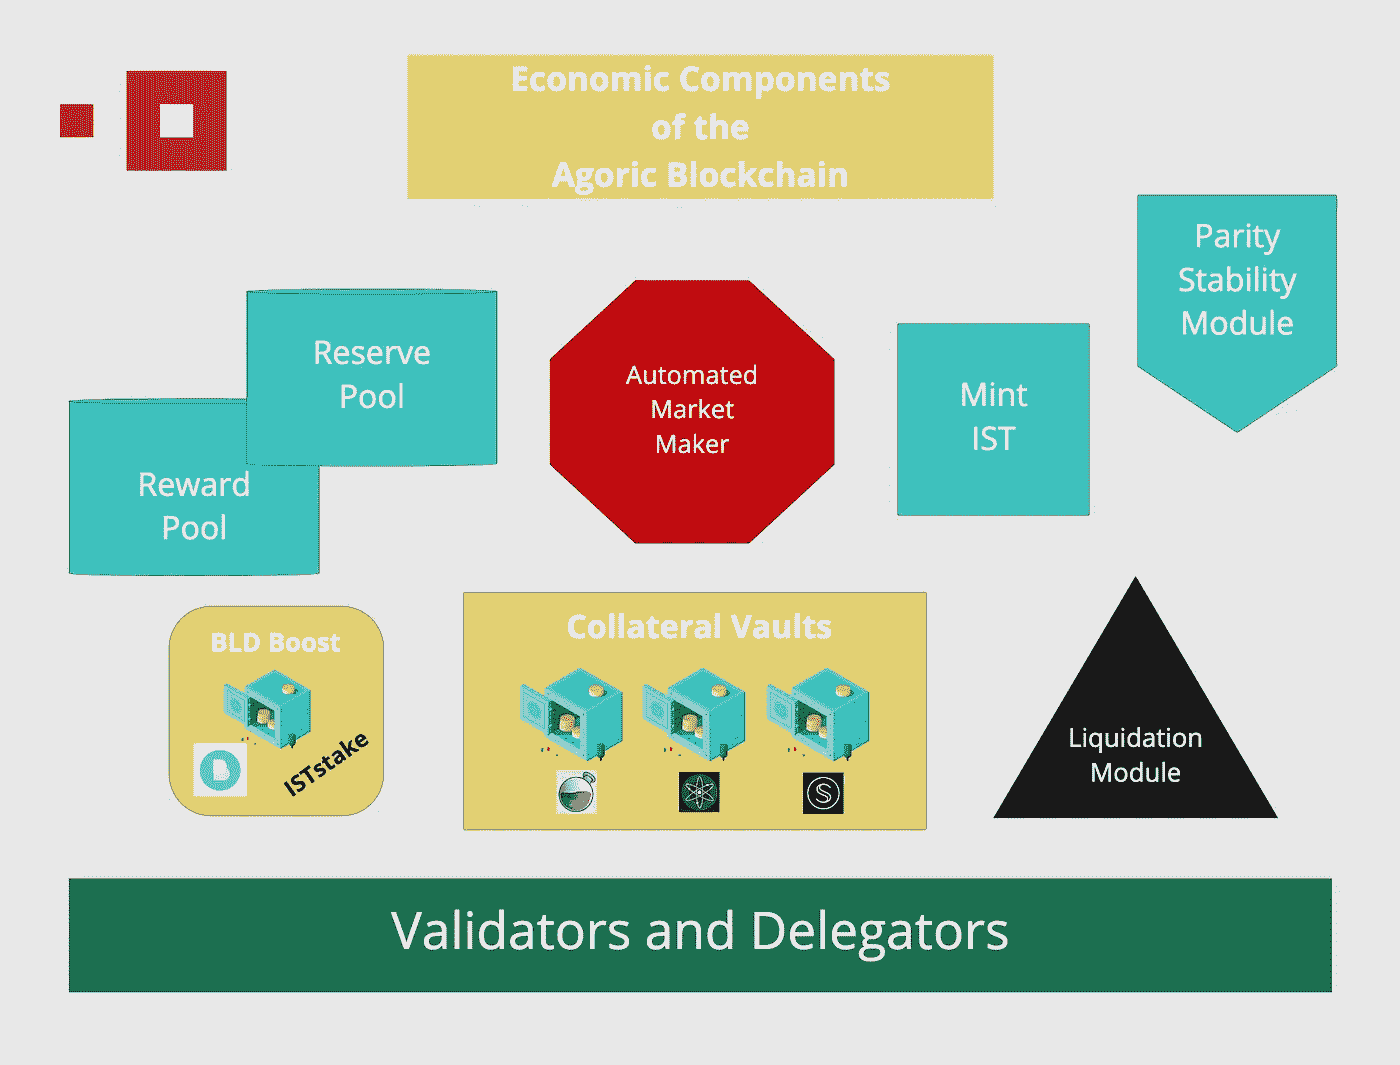 Economic Components
of the
Agoric Blockchain
Parity
Stability
Module
Reserve
Pool
Automated
Market
Maker
Mint
IST
Reward
Pool
BLD Boost
ISTstake
Collateral Vaults
Liquidation
Module
Validators and Delegators